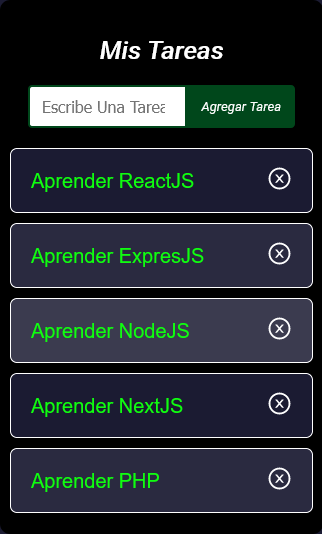 Mis Tareas
Escribe Una Tarea
Agregar Tarea
Aprender ReactJS
Aprender ExpresJS
Aprender NodeJS
Aprender NextJS
Aprender PHP